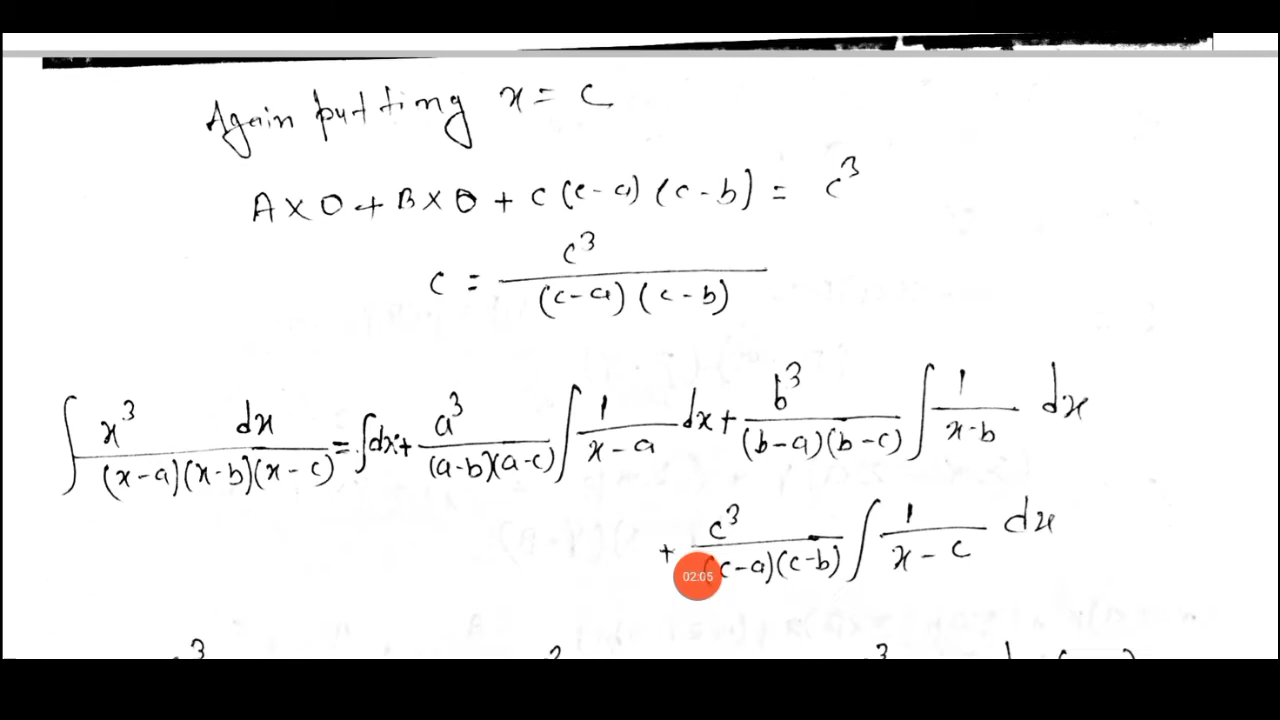 Again putting x = c
A × 0 + B × 0 + C (c-a) (c-b) = c³
C = c³ / (c-a) (c-b)
∫ x³ dx / (x-a)(x-b)(x-c) = ∫dx + a³ / (a-b)(a-c) ∫ 1 / x-a dx + b³ / (b-a)(b-c) ∫ 1 / x-b dx
+ c³ / (c-a)(c-b) ∫ 1 / x-c dx
02:05